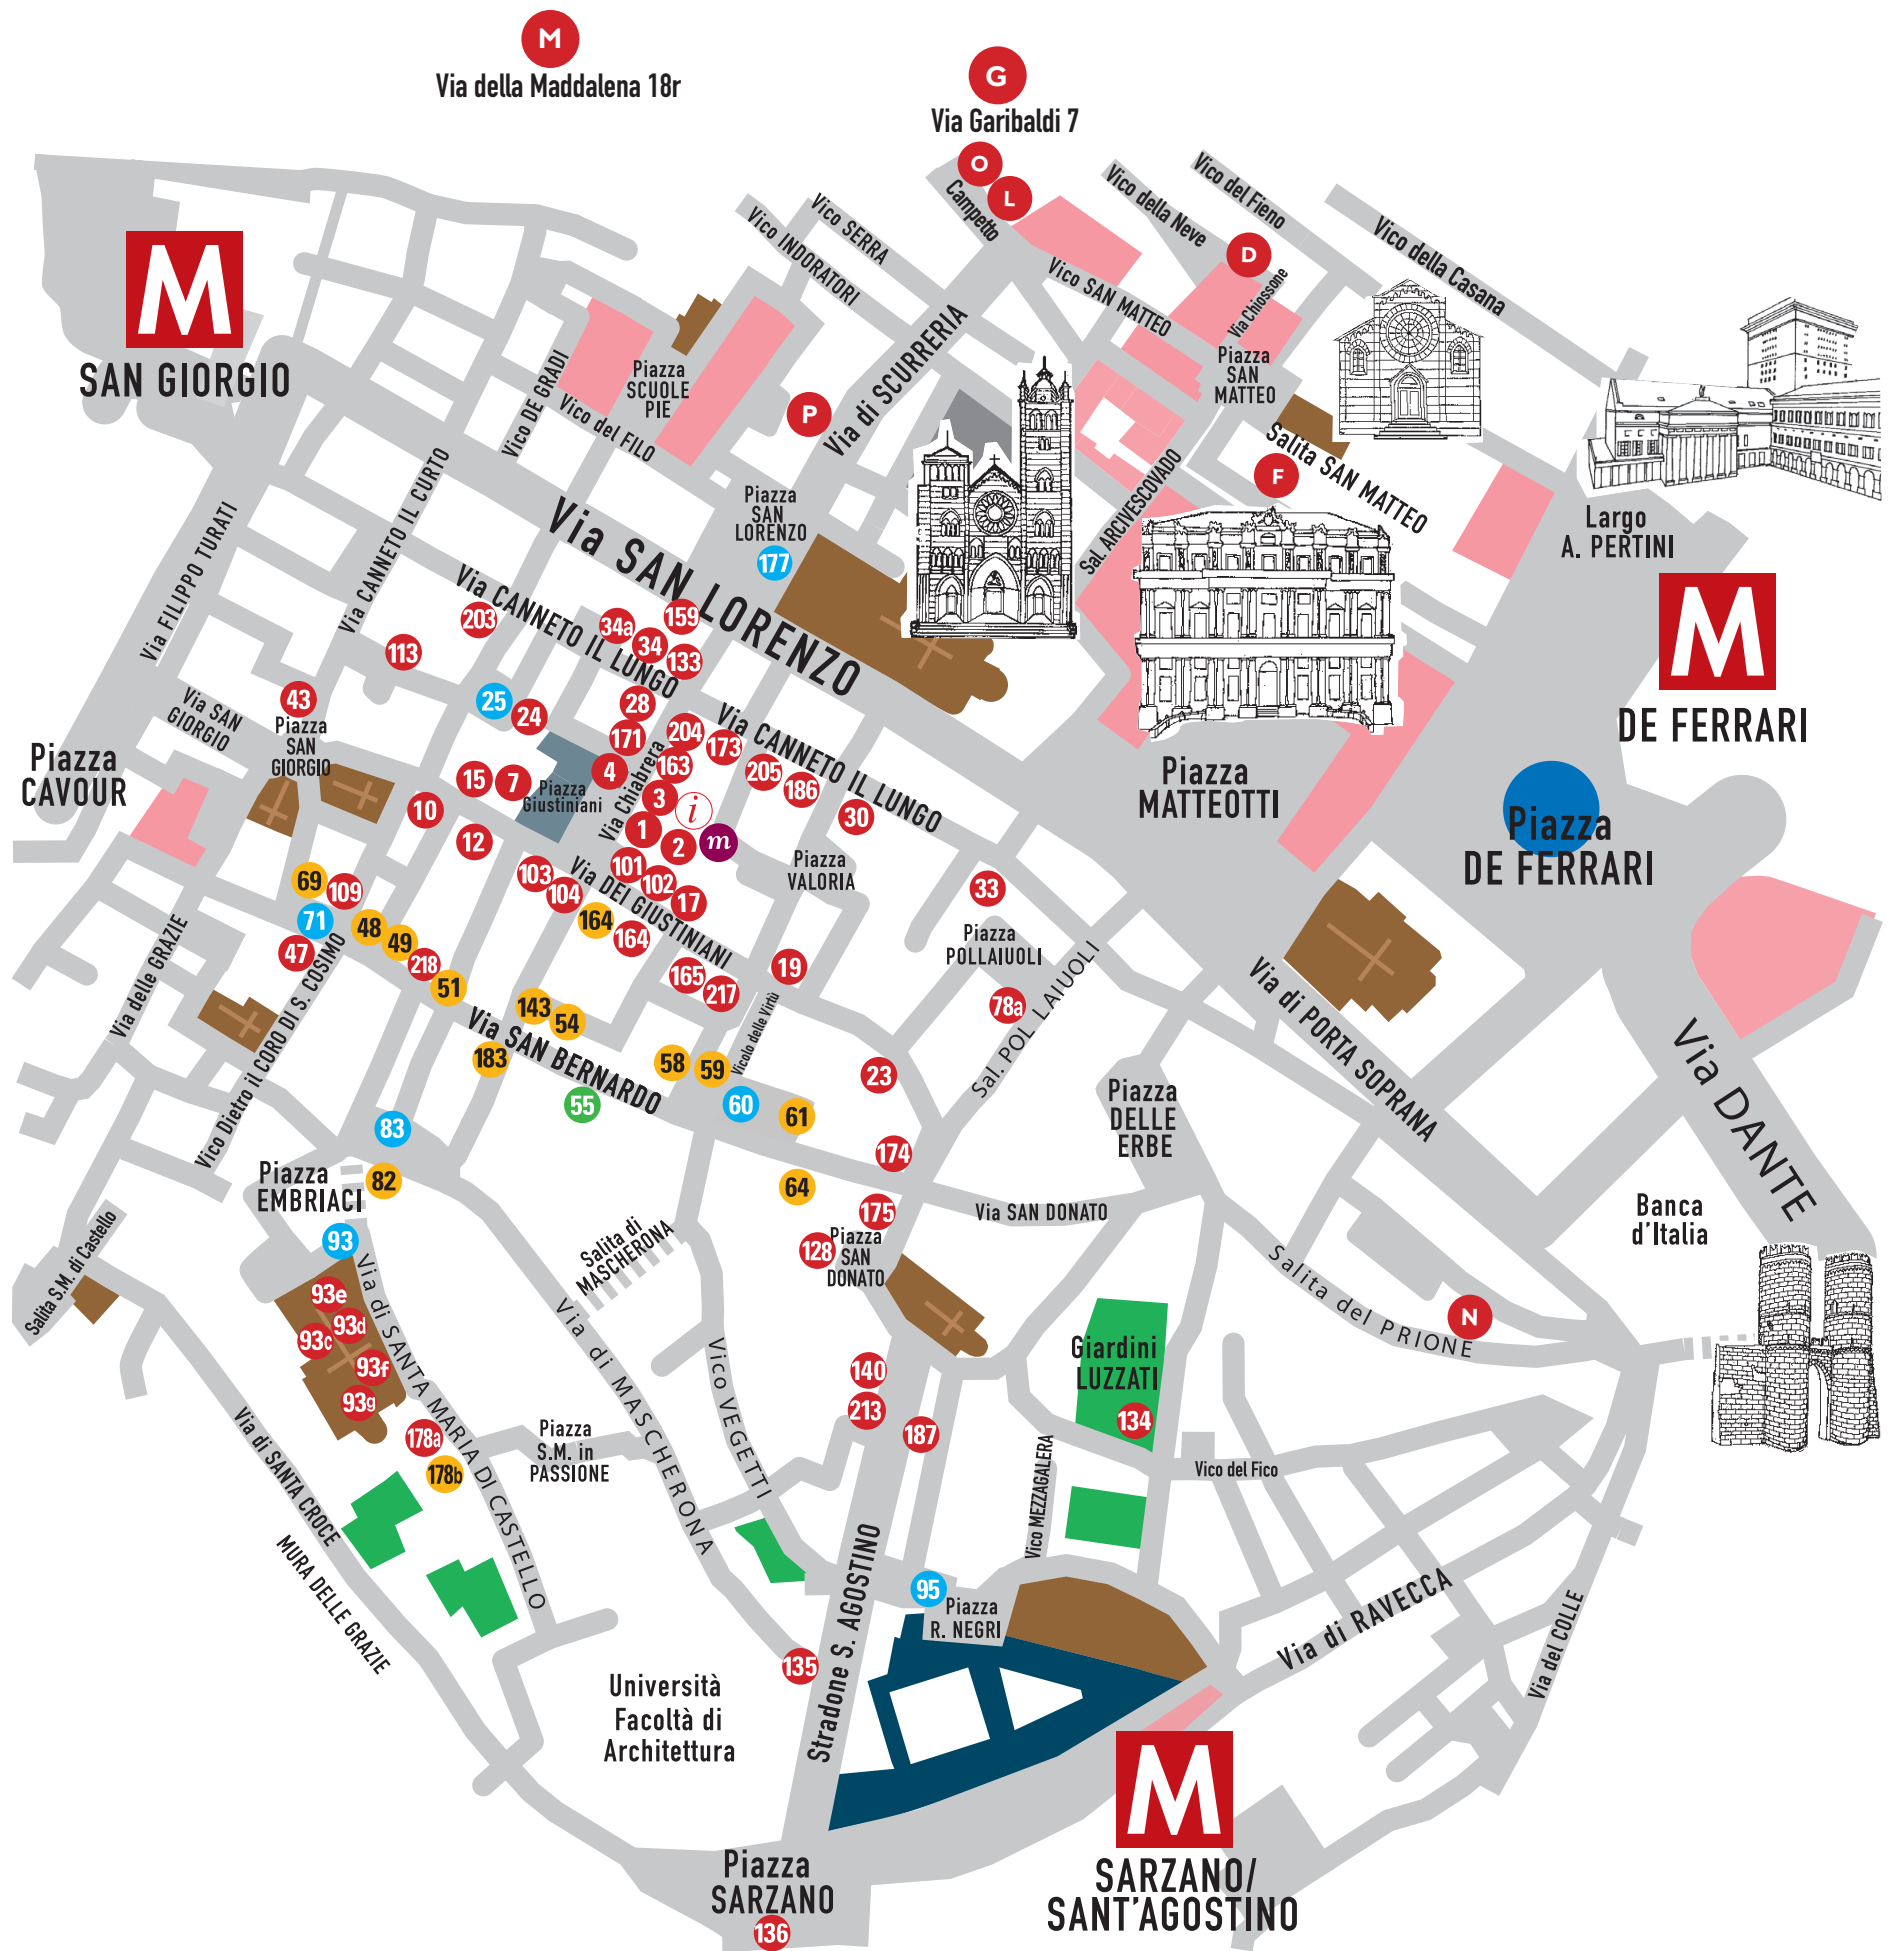 M
Via della Maddalena 18r
G
Via Garibaldi 7
O
L
Campetto
Vico della Neve
Vico del Fieno
Vico della Casana
D
Via Chiossone
Vico SERRA
Vico INDORATORI
Vico SAN MATTEO
M
SAN GIORGIO
Via di SCURRERIA
Piazza
SAN
MATTEO
Piazza
SCUOLE
PIE
Vico DE GRADI
Vico del FILO
P
Salita SAN MATTEO
F
Sal. ARCIVESCOVADO
Largo
A. PERTINI
Via FILIPPO TURATI
Via CANNETO IL CURTO
Via SAN LORENZO
Piazza
SAN
LORENZO
177
M
DE FERRARI
Via CANNETO IL LUNGO
203
113
34a
34
159
133
43
Via SAN
GIORGIO
Piazza
SAN
GIORGIO
25
24
28
171
204
173
163
205
186
30
Via CANNETO IL LUNGO
Piazza
CAVOUR
15
7
4
Piazza
Giustiniani
Via Chiabrera
3
i
1
2
m
10
12
Piazza
MATTEOTTI
Piazza
DE FERRARI
Piazza
VALORIA
101
102
17
103
104
Via DEI GIUSTINIANI
164
164
165
217
19
33
Piazza
POLLAIUOLI
78a
Sal. POL LAIUOLI
69
109
71
47
48
49
218
51
Via delle GRAZIE
Vico Dietro il CORO DI S. COSIMO
143
54
183
Via SAN BERNARDO
55
58
59
60
61
Vicolo delle Virtù
23
174
64
175
128
Piazza
SAN
DONATO
Via SAN DONATO
Piazza
DELLE
ERBE
Via di PORTA SOPRANA
Via DANTE
Banca
d'Italia
Salita del PRIONE
N
83
82
Piazza
EMBRIACI
93
Salita S.M. di Castello
93e
93d
93c
93f
93g
Via di SANTA MARIA DI CASTELLO
178a
178b
Salita di
MASCHERONA
Via di MASCHERONA
Vico VEGETTI
Piazza
S.M. in
PASSIONE
Via di SANTA CROCE
MURA DELLE GRAZIE
140
213
187
Giardini
LUZZATI
134
Vico MEZZAGALERA
Vico del Fico
95
Piazza
R. NEGRI
135
Stradone S. AGOSTINO
Via di RAVECCA
Via del COLLE
Università
Facoltà di
Architettura
M
SARZANO/
SANT'AGOSTINO
Piazza
SARZANO
136